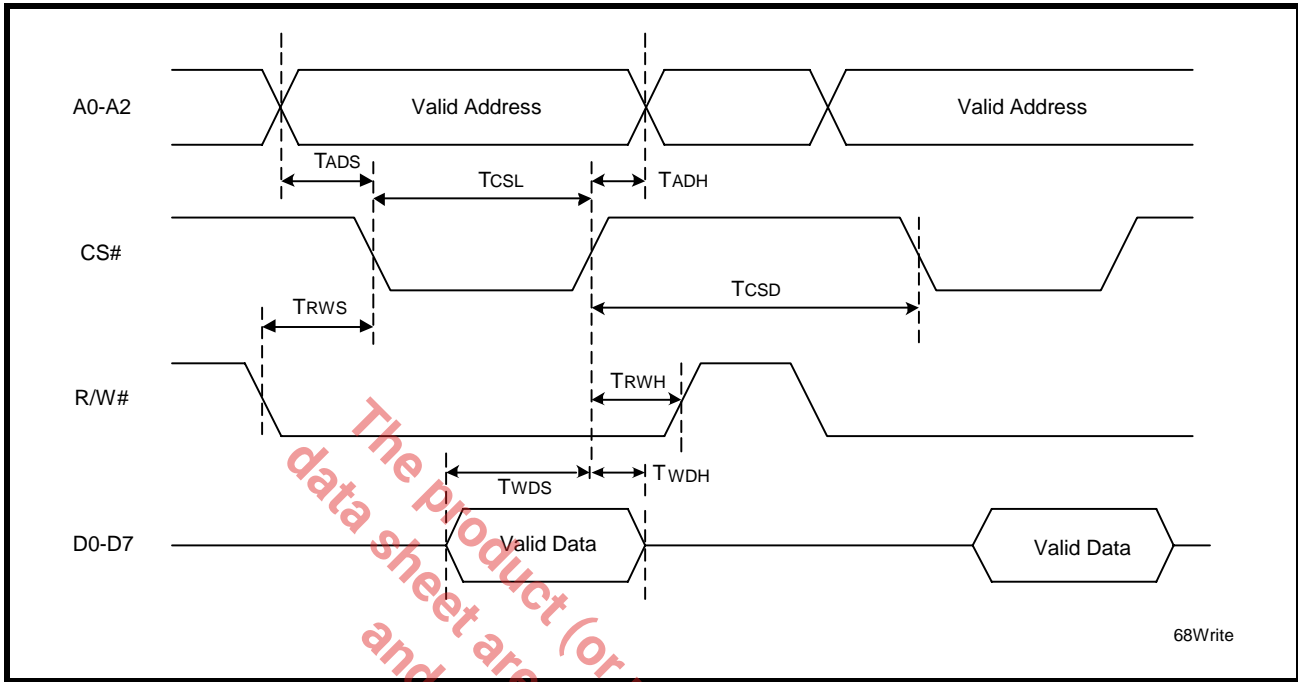 A0-A2
Valid Address
Valid Address
TADS
TCSL
TADH
CS#
TCSD
TRWS
TRWH
R/W#
TWDS
TWDH
D0-D7
Valid Data
Valid Data
68Write
The product (or
data sheet are
and